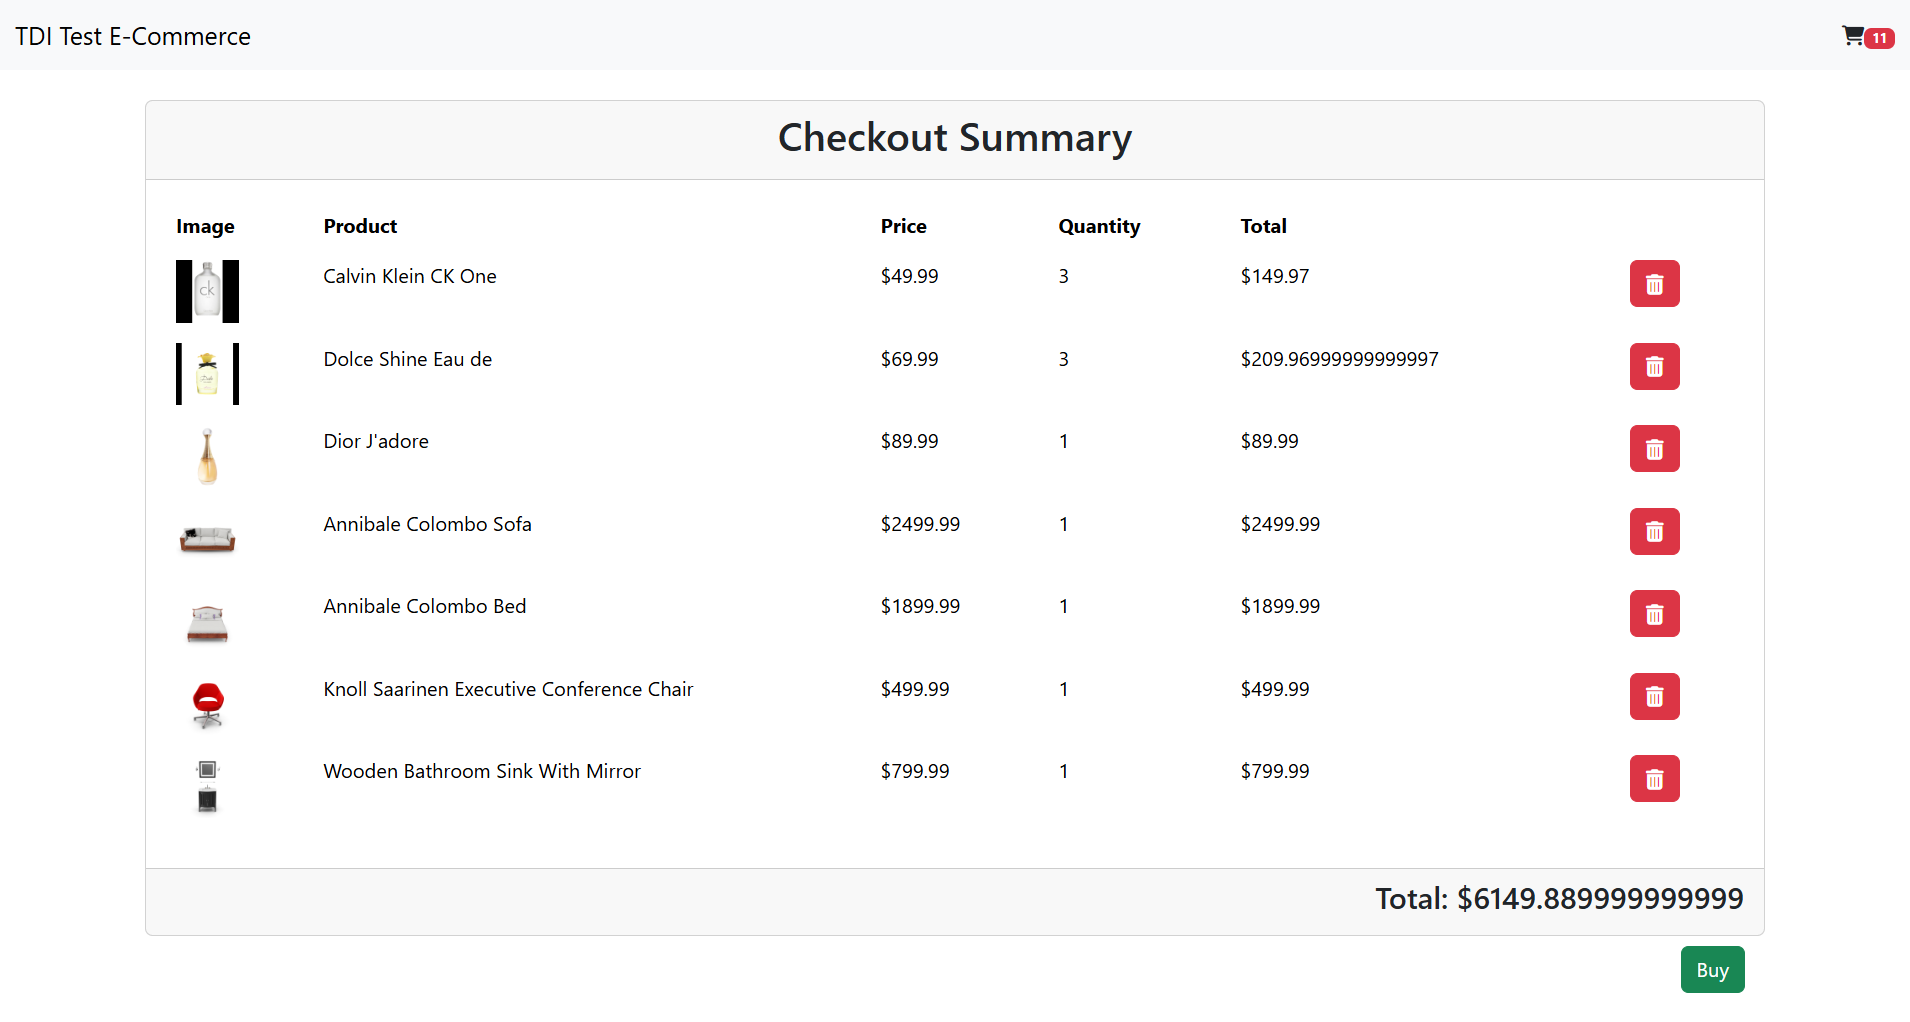 TDI Test E-Commerce
11
Checkout Summary
Image Product Price Quantity Total
ck
Calvin Klein CK One $49.99 3 $149.97
Dolce Shine Eau de $69.99 3 $209.96999999999997
Dior J'adore $89.99 1 $89.99
Annibale Colombo Sofa $2499.99 1 $2499.99
Annibale Colombo Bed $1899.99 1 $1899.99
Knoll Saarinen Executive Conference Chair $499.99 1 $499.99
Wooden Bathroom Sink With Mirror $799.99 1 $799.99
Total: $6149.889999999999
Buy